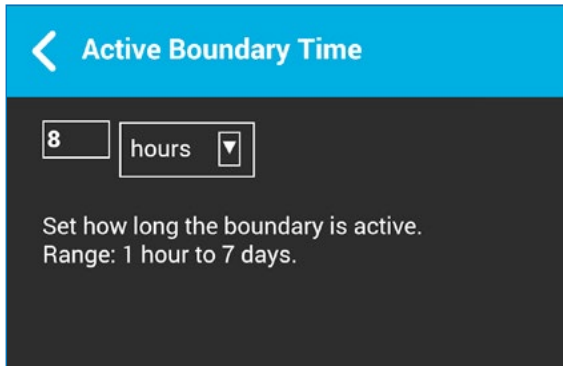 Active Boundary Time
8 hours
Set how long the boundary is active.
Range: 1 hour to 7 days.